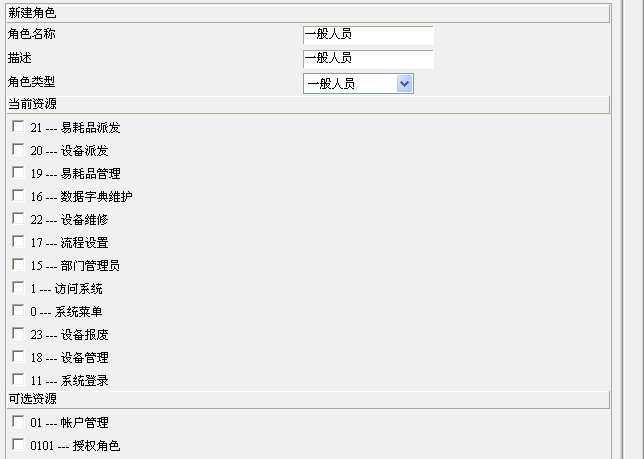 新建角色
角色名称 一般人员
描述 一般人员
角色类型 一般人员
当前资源
21 --- 易耗品派发
20 --- 设备派发
19 --- 易耗品管理
16 --- 数据字典维护
22 --- 设备维修
17 --- 流程设置
15 --- 部门管理员
1 --- 访问系统
0 --- 系统菜单
23 --- 设备报废
18 --- 设备管理
11 --- 系统登录
可选资源
01 --- 帐户管理
0101 --- 授权角色